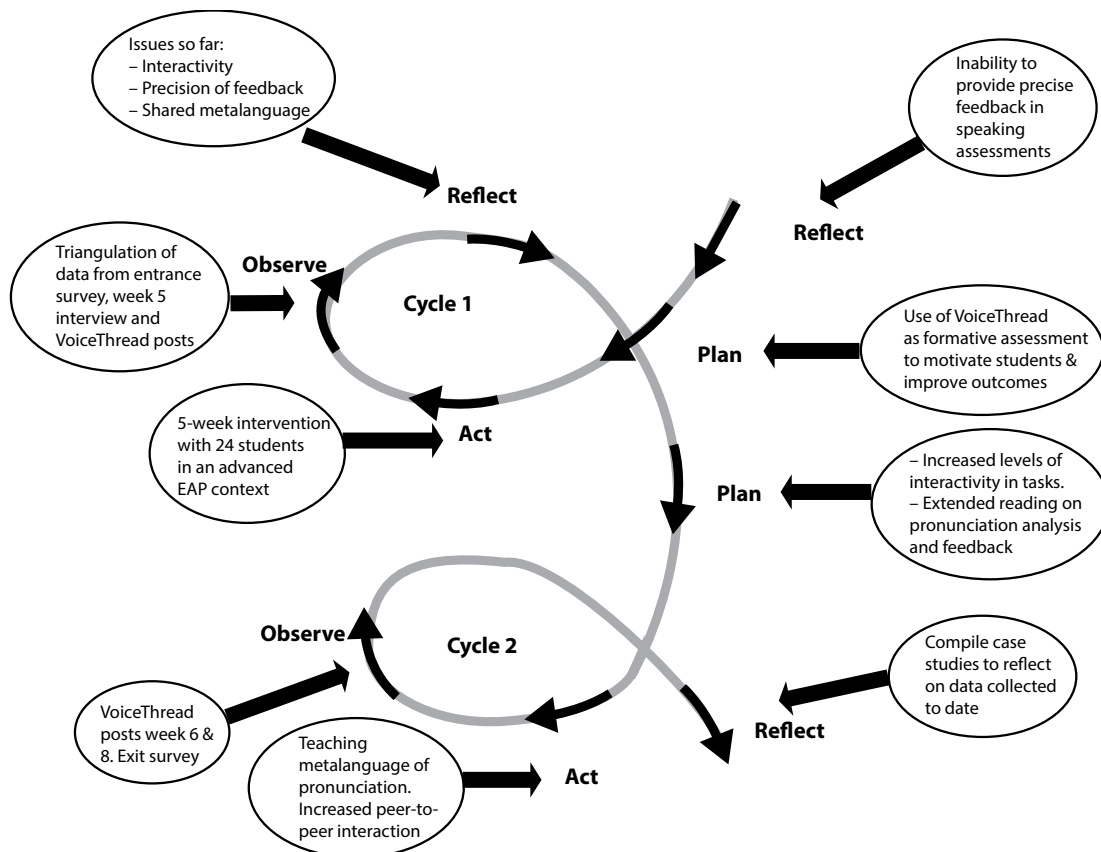 Issues so far:
– Interactivity
– Precision of feedback
– Shared metalanguage
Inability to
provide precise
feedback in
speaking
assessments
Reflect
Reflect
Triangulation of
data from entrance
survey, week 5
interview and
VoiceThread posts
Observe
Cycle 1
Plan
Use of VoiceThread
as formative assessment
to motivate students &
improve outcomes
5-week intervention
with 24 students
in an advanced
EAP context
Act
Plan
– Increased levels of
interactivity in tasks.
– Extended reading on
pronunciation analysis
and feedback
Observe
Cycle 2
Compile case
studies to reflect
on data collected
to date
VoiceThread
posts week 6 &
8. Exit survey
Reflect
Teaching
metalanguage of
pronunciation.
Increased peer-to-
peer interaction
Act